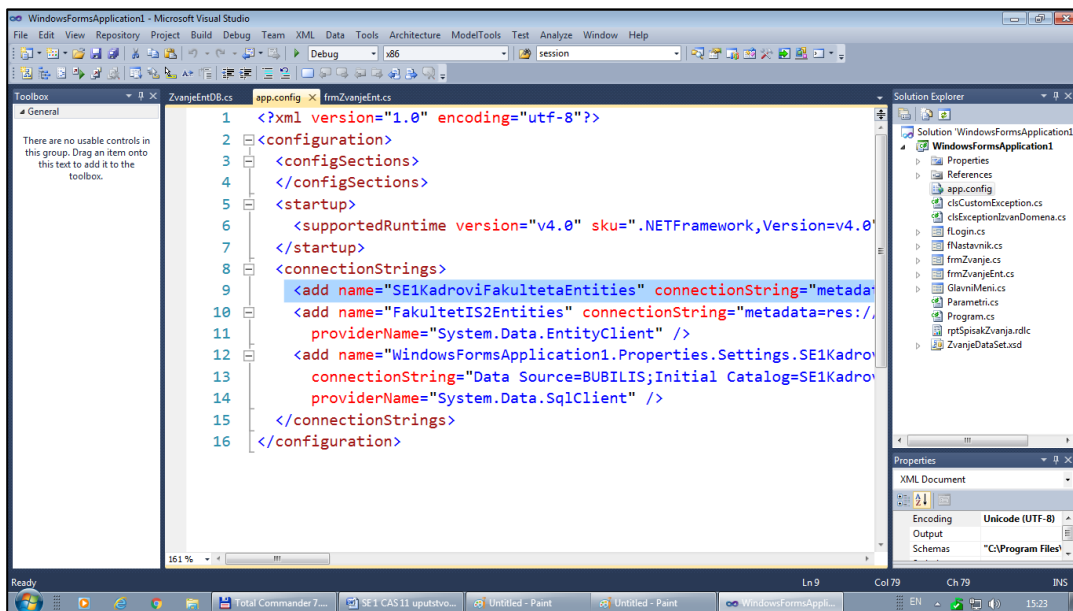 WindowsFormsApplication1 - Microsoft Visual Studio
File Edit View Repository Project Build Debug Team XML Data Tools Architecture ModelTools Test Analyze Window Help
Debug x86 session
Toolbox
General
There are no usable controls in
this group. Drag an item onto
this text to add it to the
toolbox.
ZvanjeEntDB.cs app.config frmZvanjeEnt.cs
1 <?xml version="1.0" encoding="utf-8"?>
2 <configuration>
3 <configSections>
4 </configSections>
5 <startup>
6 <supportedRuntime version="v4.0" sku=".NETFramework,Version=v4.0"
7 </startup>
8 <connectionStrings>
9 <add name="SE1KadroviFakultetaEntities" connectionString="metada
10 <add name="FakultetIS2Entities" connectionString="metadata=res://
11 providerName="System.Data.EntityClient" />
12 <add name="WindowsFormsApplication1.Properties.Settings.SE1Kadro
13 connectionString="Data Source=BUBILIS;Initial Catalog=SE1Kadro
14 providerName="System.Data.SqlClient" />
15 </connectionStrings>
16 </configuration>
161 %
Solution Explorer
Solution 'WindowsFormsApplication1
WindowsFormsApplication1
Properties
References
app.config
clsCustomException.cs
clsExceptionIzvanDomena.cs
fLogin.cs
fNastavnik.cs
frmZvanje.cs
frmZvanjeEnt.cs
GlavniMeni.cs
Parametri.cs
Program.cs
rptSpisakZvanja.rdlc
ZvanjeDataSet.xsd
Properties
XML Document
Encoding Unicode (UTF-8)
Output
Schemas "C:\Program Files\
Ready Ln 9 Col 79 Ch 79 INS
Total Commander 7.... SE1 CAS11 uputstvo... Untitled - Paint Untitled - Paint WindowsFormsAppli... EN 15:23